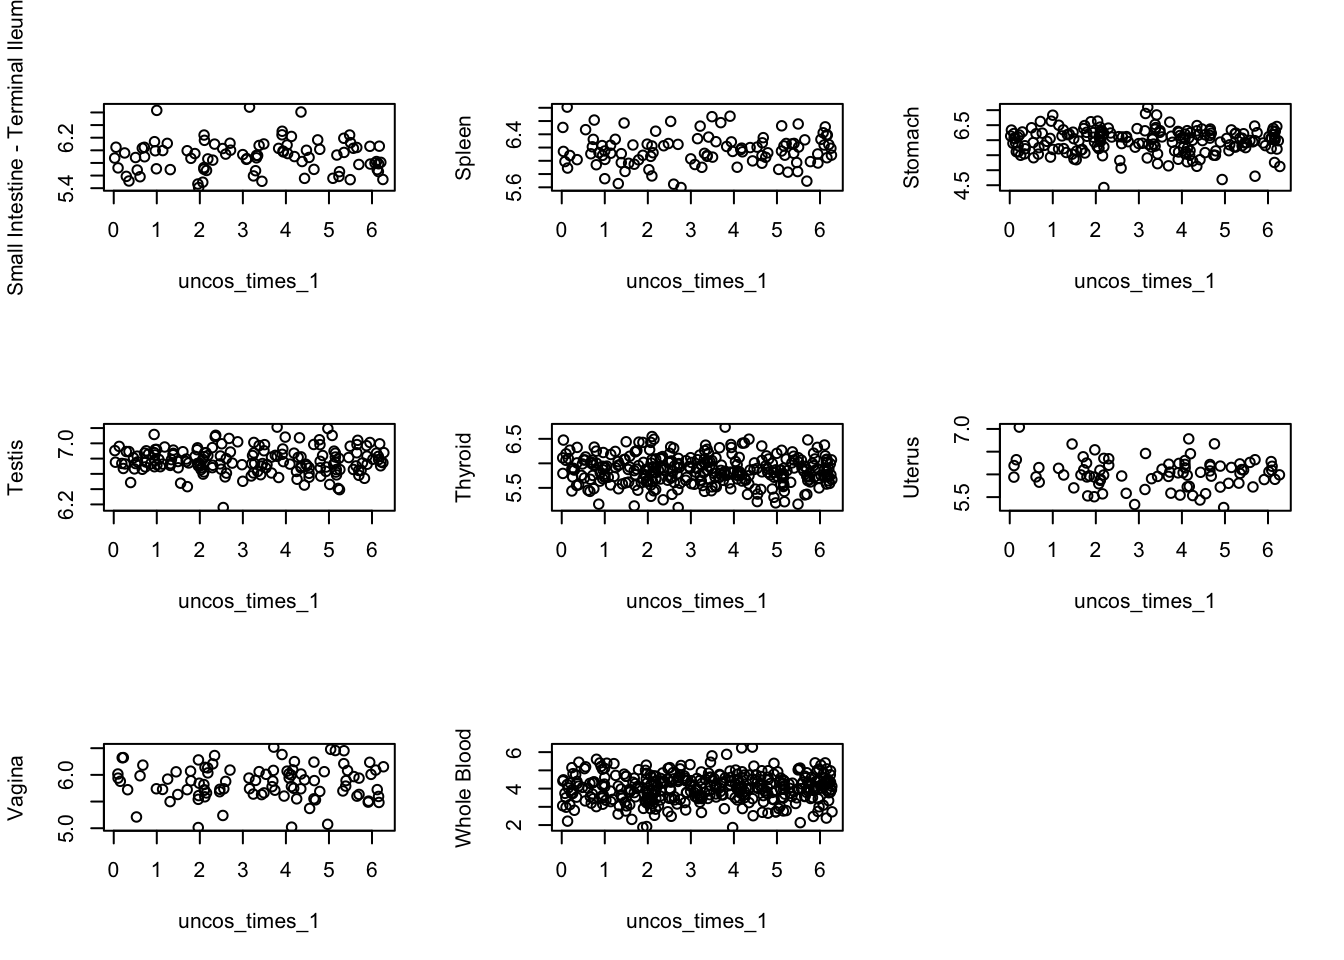 Small Intestine - Terminal Ileum
5.4 6.2
0 1 2 3 4 5 6
uncos_times_1
Spleen
5.6 6.4
0 1 2 3 4 5 6
uncos_times_1
Stomach
4.5 6.5
0 1 2 3 4 5 6
uncos_times_1
Testis
6.2 7.0
0 1 2 3 4 5 6
uncos_times_1
Thyroid
5.5 6.5
0 1 2 3 4 5 6
uncos_times_1
Uterus
5.5 7.0
0 1 2 3 4 5 6
uncos_times_1
Vagina
5.0 6.0
0 1 2 3 4 5 6
uncos_times_1
Whole Blood
2 4 6
0 1 2 3 4 5 6
uncos_times_1